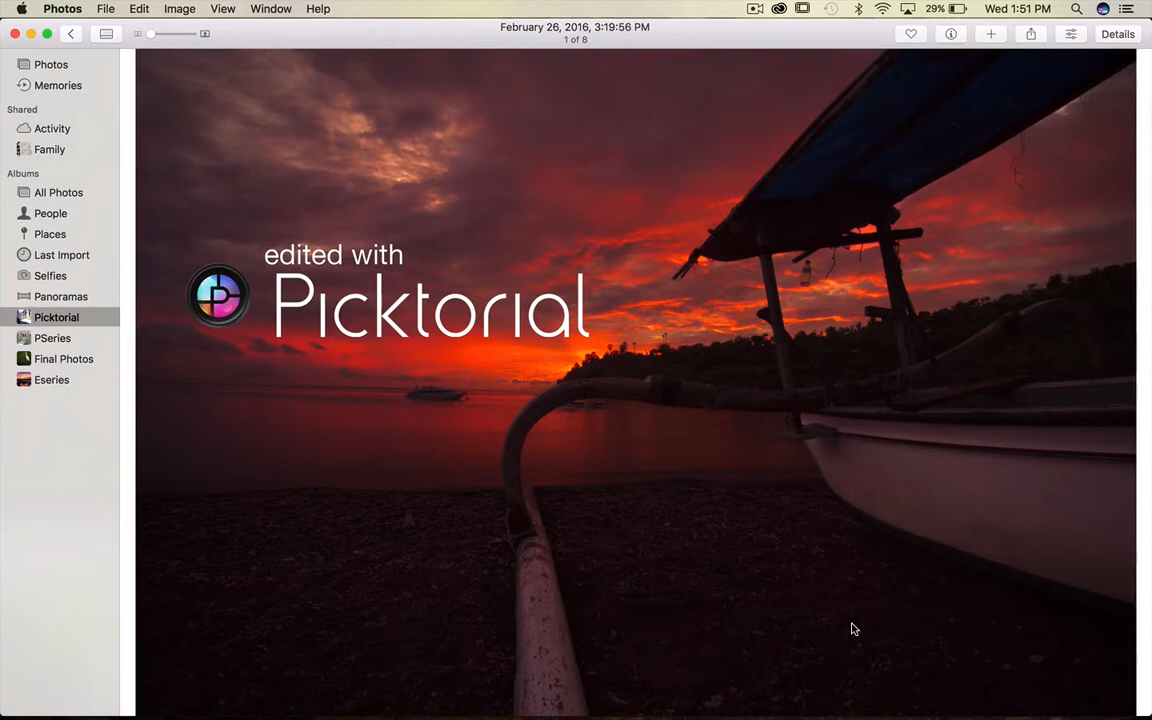 Photos File Edit Image View Window Help 29% Wed 1:51 PM
February 26, 2016, 3:19:56 PM
1 of 8
Details
Photos
Memories
Shared
Activity
Family
Albums
All Photos
People
Places
Last Import
Selfies
Panoramas
Picktorial
PSeries
Final Photos
Eseries
edited with
P
Picktorial